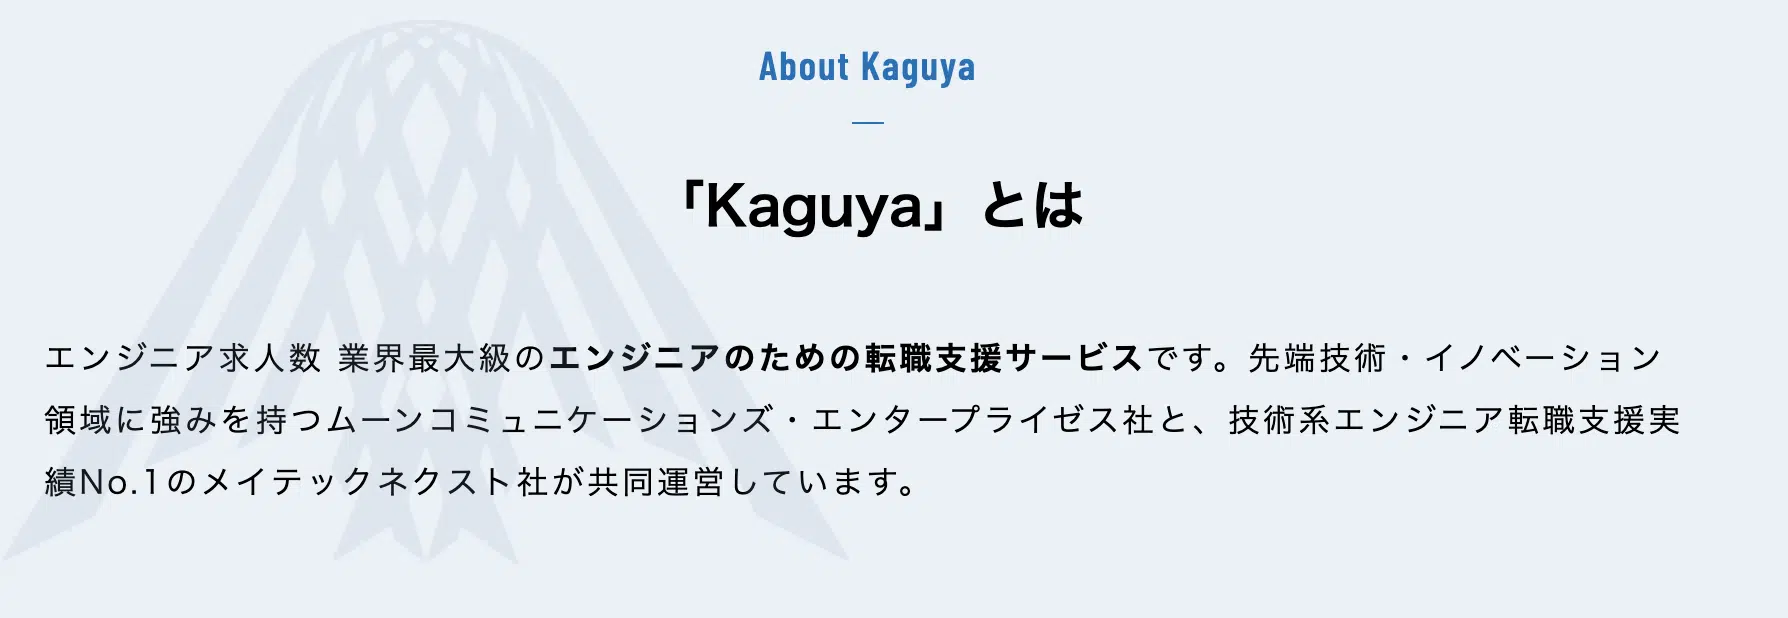 About Kaguya
「Kaguya」とは
エンジニア求人数 業界最大級のエンジニアのための転職支援サービスです。先端技術・イノベーション
領域に強みを持つムーンコミュニケーションズ・エンタープライゼス社と、技術系エンジニア転職支援実
績No.1のメイテックネクスト社が共同運営しています。